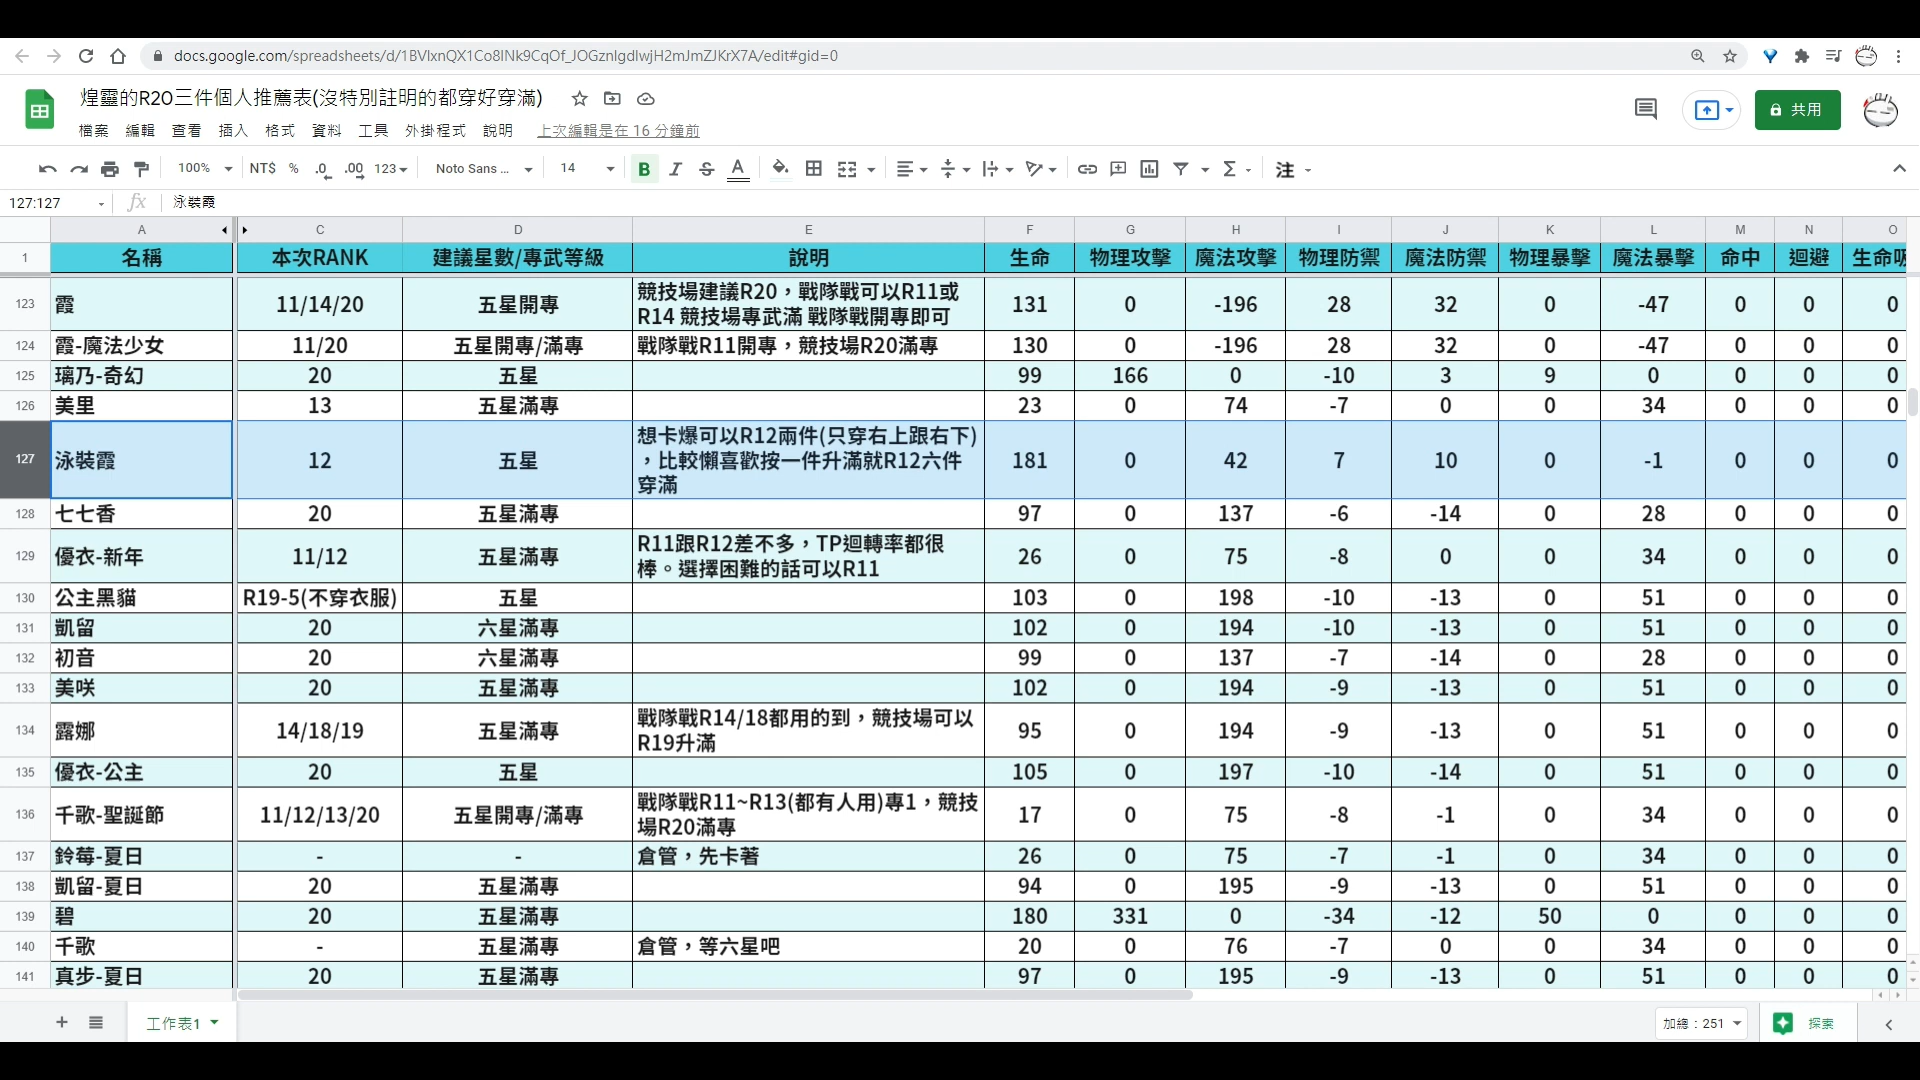 docs.google.com/spreadsheets/d/1BVlxnQX1Co8INk9CqOf_JOGznIgdlwjH2mJmZJKrX7A/edit#gid=0
煌靈的R20三件個人推薦表(沒特別註明的都穿好穿滿)
檔案 編輯 查看 插入 格式 資料 工具 外掛程式 說明 上次編輯是在 16 分鐘前
共用
100% NT$ % .0 .00 123 Noto Sans ... 14 B I S A Σ 注
127:127 fx 泳裝霞
A C D E F G H I J K L M N O
1 名稱 本次RANK 建議星數/專武等級 說明 生命 物理攻擊 魔法攻擊 物理防禦 魔法防禦 物理暴擊 魔法暴擊 命中 迴避 生命吸
123 霞 11/14/20 五星開專 競技場建議R20，戰隊戰可以R11或
R14 競技場專武滿 戰隊戰開專即可 131 0 -196 28 32 0 -47 0 0 0
124 霞-魔法少女 11/20 五星開專/滿專 戰隊戰R11開專，競技場R20滿專 130 0 -196 28 32 0 -47 0 0 0
125 璃乃-奇幻 20 五星 99 166 0 -10 3 9 0 0 0 0
126 美里 13 五星滿專 23 0 74 -7 0 0 34 0 0 0
127 泳裝霞 12 五星 想卡爆可以R12兩件(只穿右上跟右下)
，比較懶喜歡按一件升滿就R12六件
穿滿 181 0 42 7 10 0 -1 0 0 0
128 七七香 20 五星滿專 97 0 137 -6 -14 0 28 0 0 0
129 優衣-新年 11/12 五星滿專 R11跟R12差不多，TP迴轉率都很
棒。選擇困難的話可以R11 26 0 75 -8 0 0 34 0 0 0
130 公主黑貓 R19-5(不穿衣服) 五星 103 0 198 -10 -13 0 51 0 0 0
131 凱留 20 六星滿專 102 0 194 -10 -13 0 51 0 0 0
132 初音 20 六星滿專 99 0 137 -7 -14 0 28 0 0 0
133 美咲 20 五星滿專 102 0 194 -9 -13 0 51 0 0 0
134 露娜 14/18/19 五星滿專 戰隊戰R14/18都用的到，競技場可以
R19升滿 95 0 194 -9 -13 0 51 0 0 0
135 優衣-公主 20 五星 105 0 197 -10 -14 0 51 0 0 0
136 千歌-聖誕節 11/12/13/20 五星開專/滿專 戰隊戰R11~R13(都有人用)專1，競技
場R20滿專 17 0 75 -8 -1 0 34 0 0 0
137 鈴莓-夏日 - - 倉管，先卡著 26 0 75 -7 -1 0 34 0 0 0
138 凱留-夏日 20 五星滿專 94 0 195 -9 -13 0 51 0 0 0
139 碧 20 五星滿專 180 331 0 -34 -12 50 0 0 0 0
140 千歌 - 五星滿專 倉管，等六星吧 20 0 76 -7 0 0 34 0 0 0
141 真步-夏日 20 五星滿專 97 0 195 -9 -13 0 51 0 0 0
工作表1 加總：251 探索